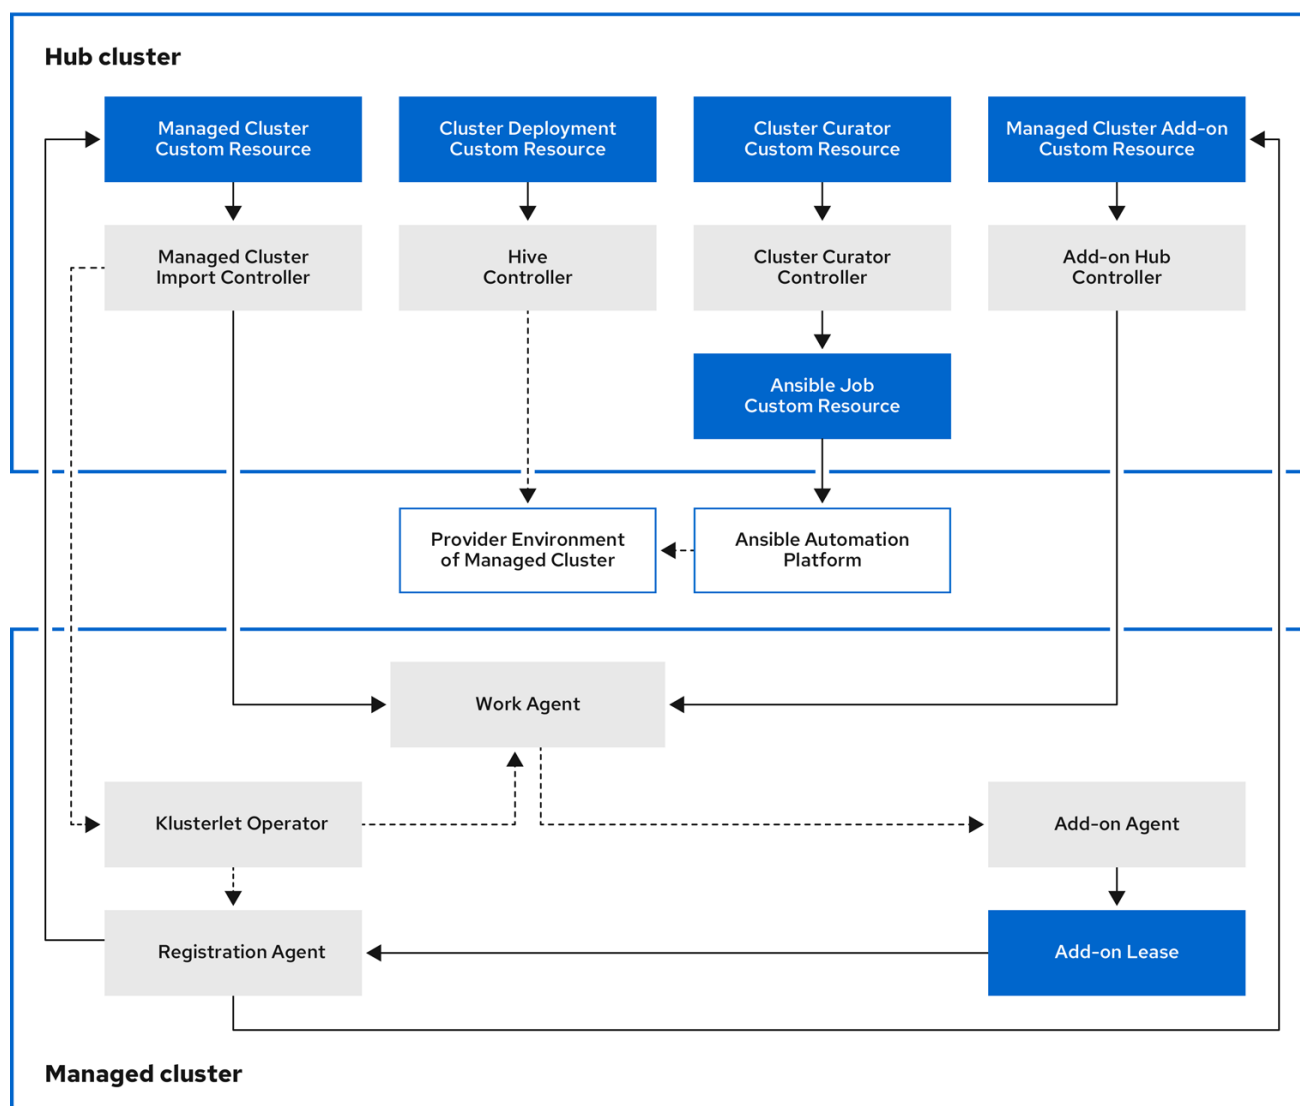 Hub cluster
Managed Cluster
Custom Resource
Cluster Deployment
Custom Resource
Cluster Curator
Custom Resource
Managed Cluster Add-on
Custom Resource
Managed Cluster
Import Controller
Hive
Controller
Cluster Curator
Controller
Add-on Hub
Controller
Ansible Job
Custom Resource
Provider Environment
of Managed Cluster
Ansible Automation
Platform
Work Agent
Klusterlet Operator
Add-on Agent
Registration Agent
Add-on Lease
Managed cluster